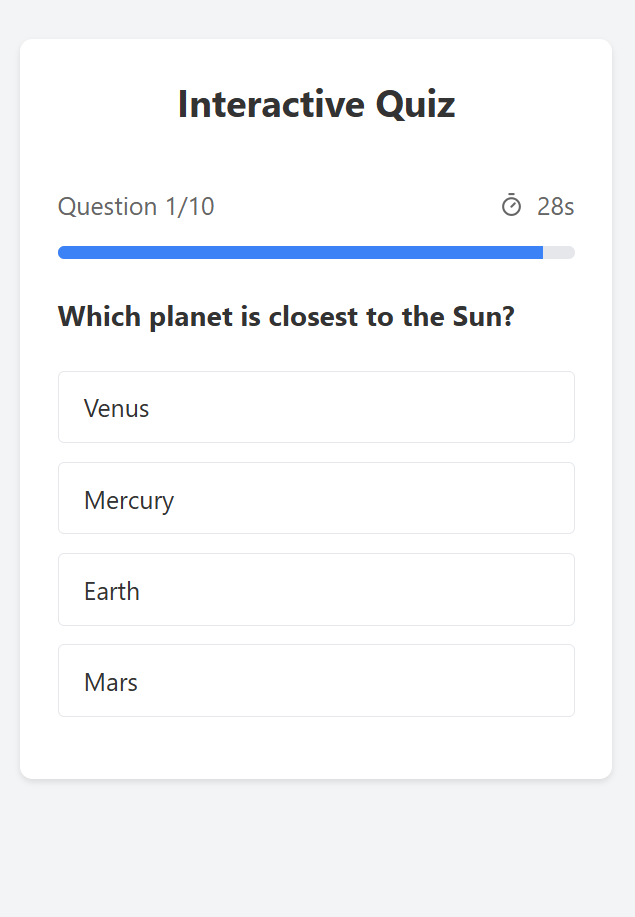 Interactive Quiz
Question 1/10 28s
Which planet is closest to the Sun?
Venus
Mercury
Earth
Mars